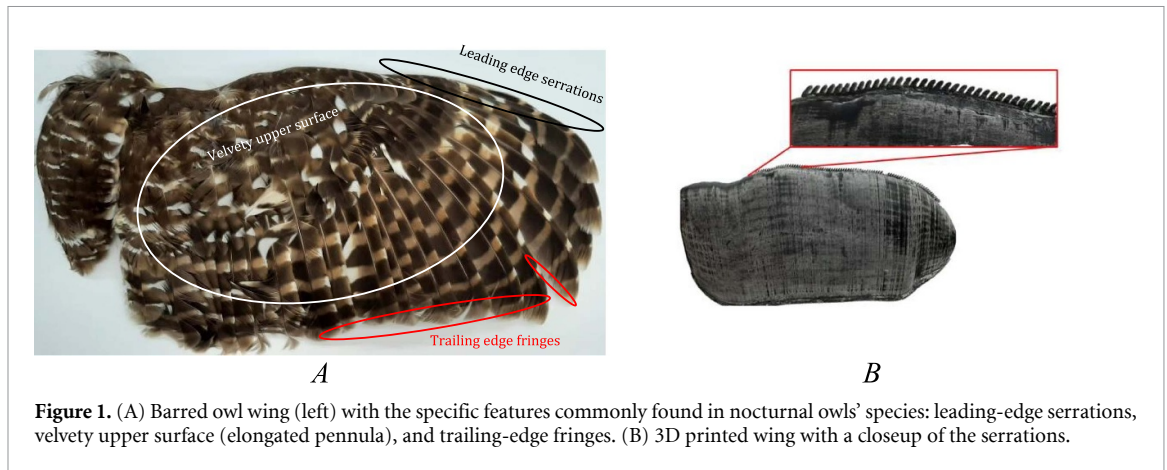 Leading edge serrations
Velvety upper surface
Trailing edge fringes
A
B
Figure 1. (A) Barred owl wing (left) with the specific features commonly found in nocturnal owls’ species: leading-edge serrations,
velvety upper surface (elongated pennula), and trailing-edge fringes. (B) 3D printed wing with a closeup of the serrations.